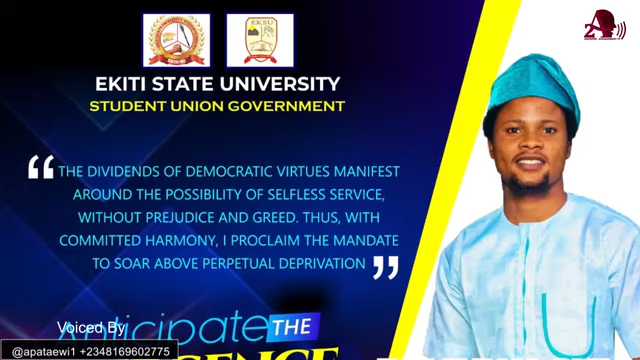 EKSU
EKITI STATE UNIVERSITY
STUDENT UNION GOVERNMENT
“THE DIVIDENDS OF DEMOCRATIC VIRTUES MANIFEST
AROUND THE POSSIBILITY OF SELFLESS SERVICE,
WITHOUT PREJUDICE AND GREED. THUS, WITH
COMMITTED HARMONY, I PROCLAIM THE MANDATE
TO SOAR ABOVE PERPETUAL DEPRIVATION”
Anticipate THE
Voiced By
@apataewi1 +2348169602775